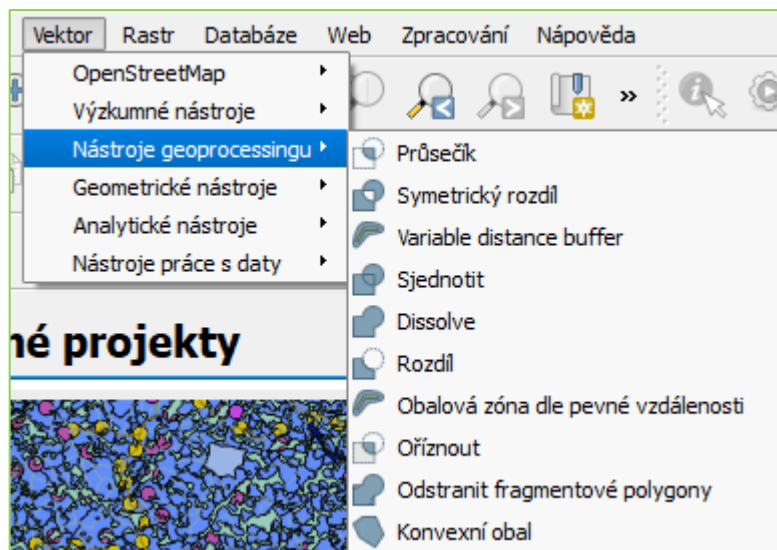 Vektor Rastr Databáze Web Zpracování Nápověda
OpenStreetMap
Výzkumné nástroje
Nástroje geoprocessingu
Geometrické nástroje
Analytické nástroje
Nástroje práce s daty
»
Průsečík
Symetrický rozdíl
Variable distance buffer
Sjednotit
Dissolve
Rozdíl
Obalová zóna dle pevné vzdálenosti
Oříznout
Odstranit fragmentové polygony
Konvexní obal
né projekty